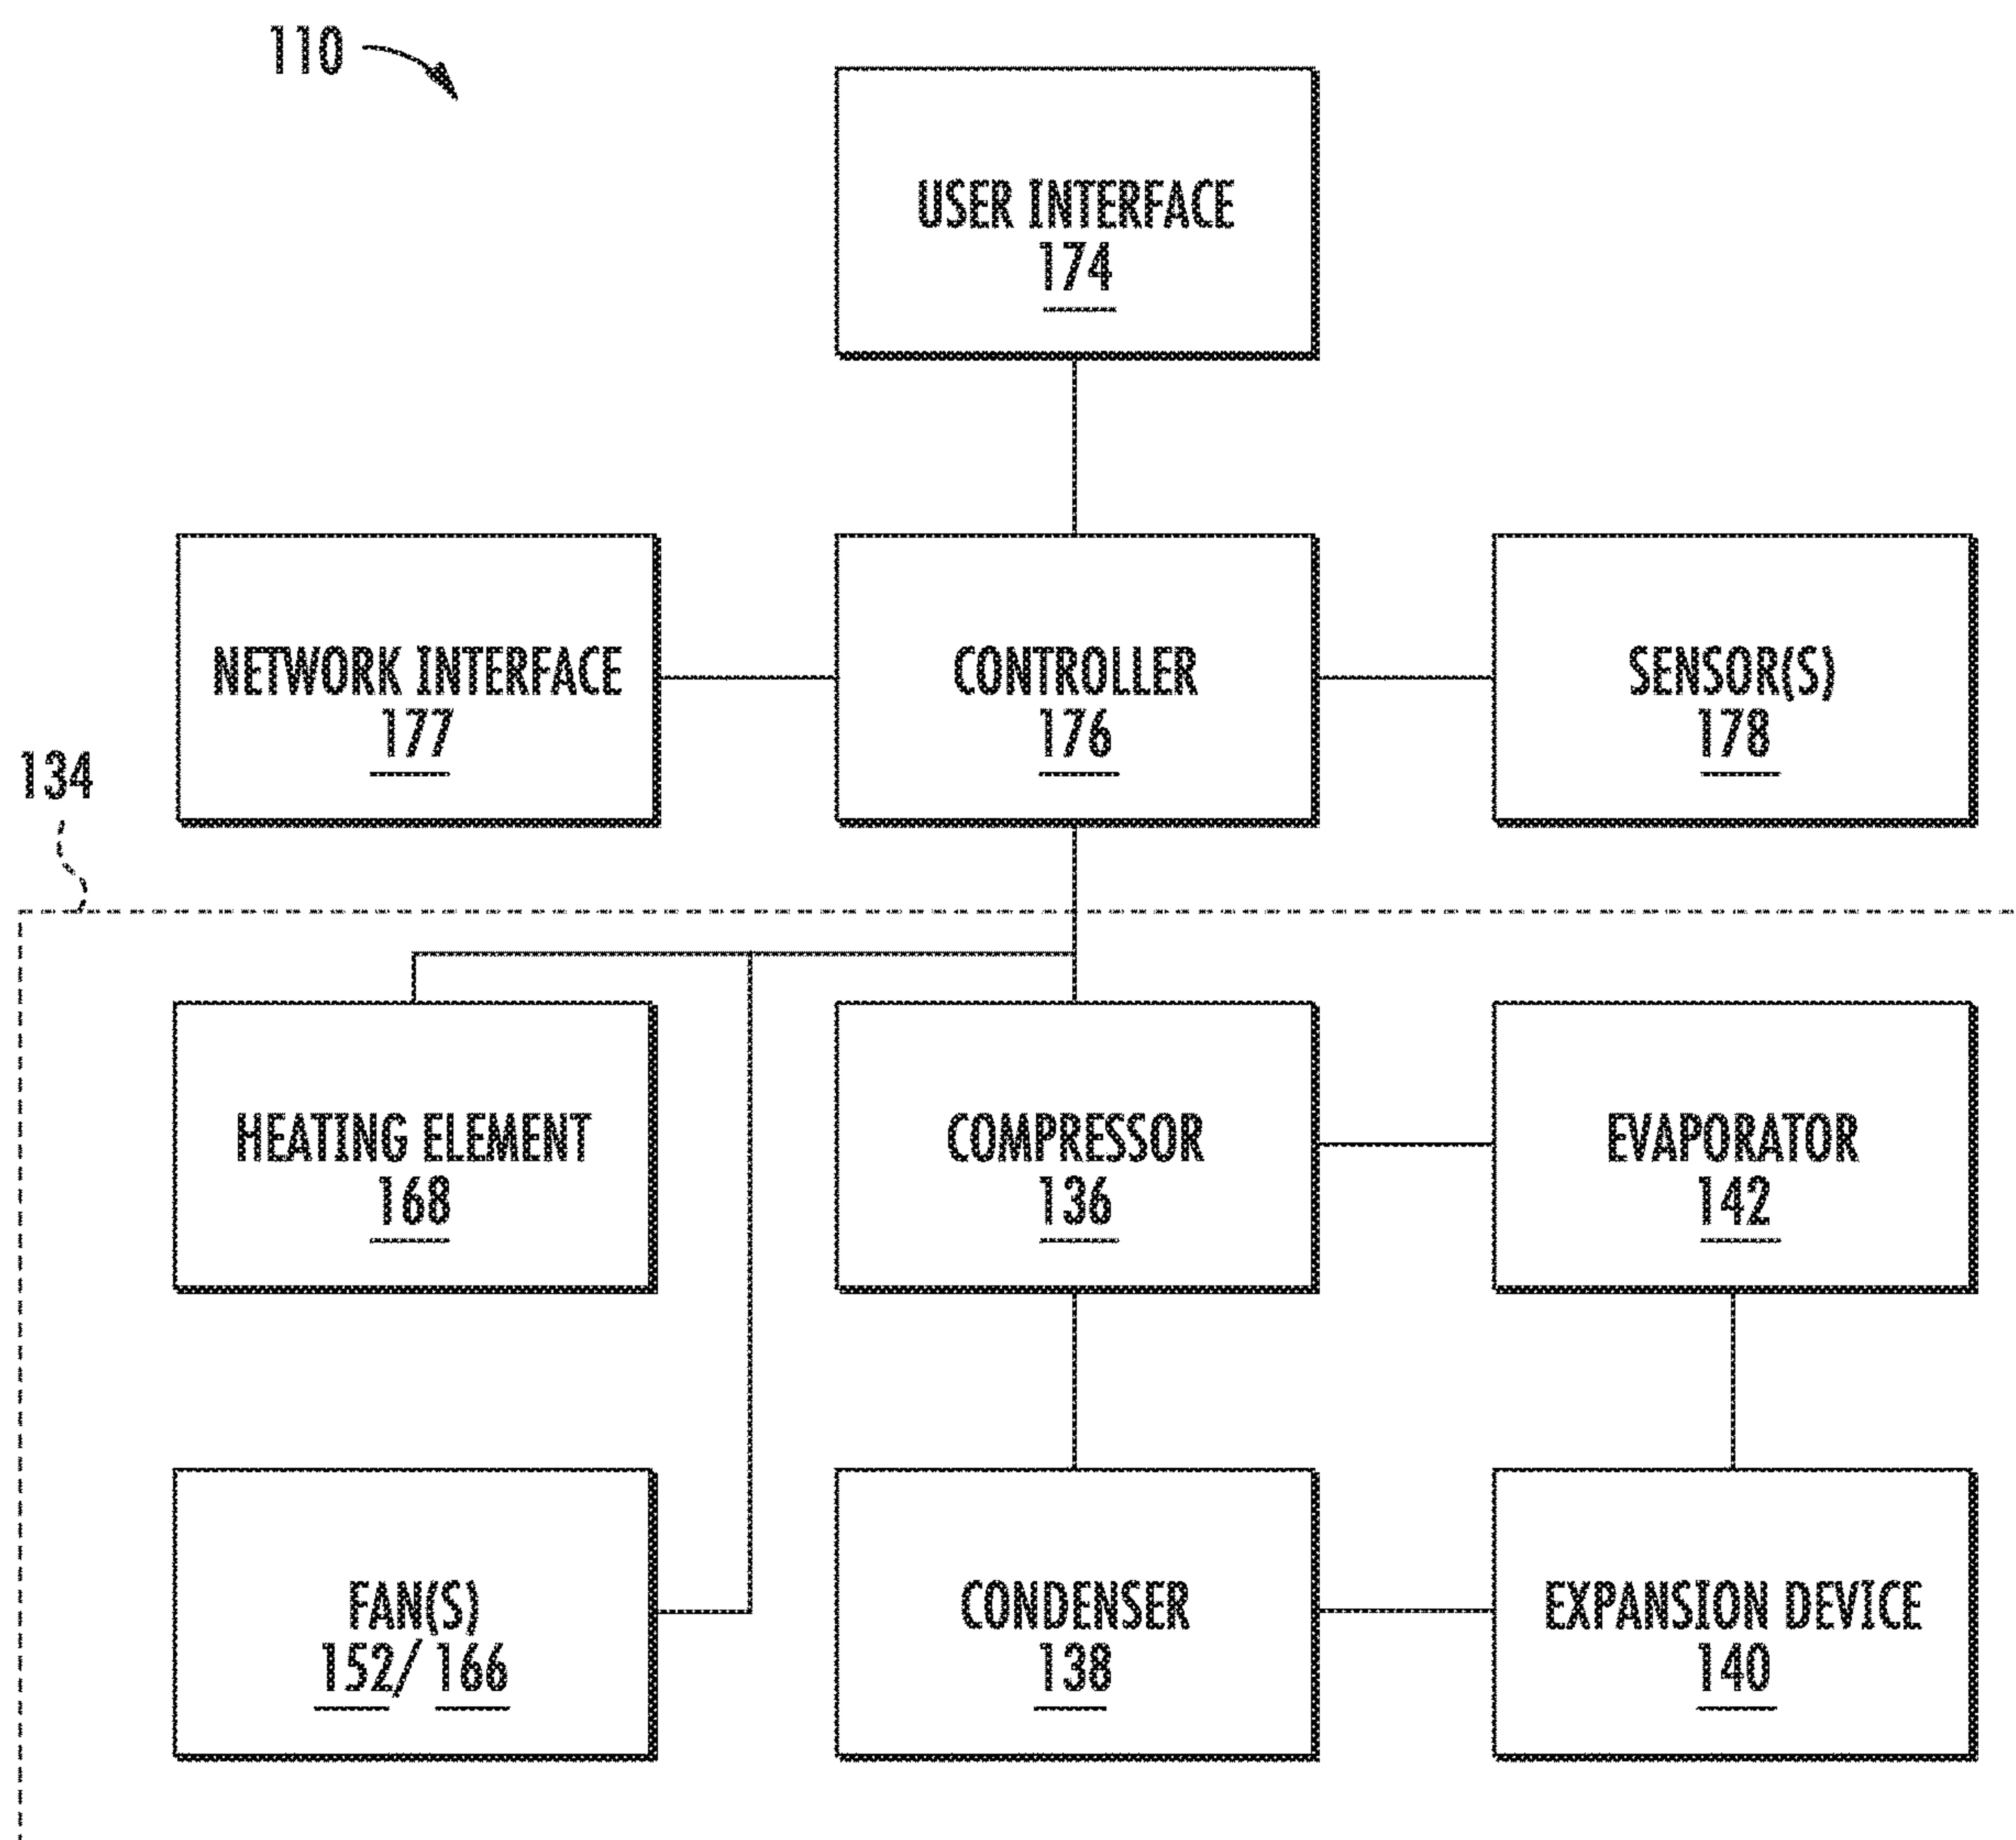 110
USER INTERFACE
174
NETWORK INTERFACE
177
CONTROLLER
176
SENSOR(S)
178
134
HEATING ELEMENT
168
COMPRESSOR
136
EVAPORATOR
142
FAN(S)
152/166
CONDENSER
138
EXPANSION DEVICE
140